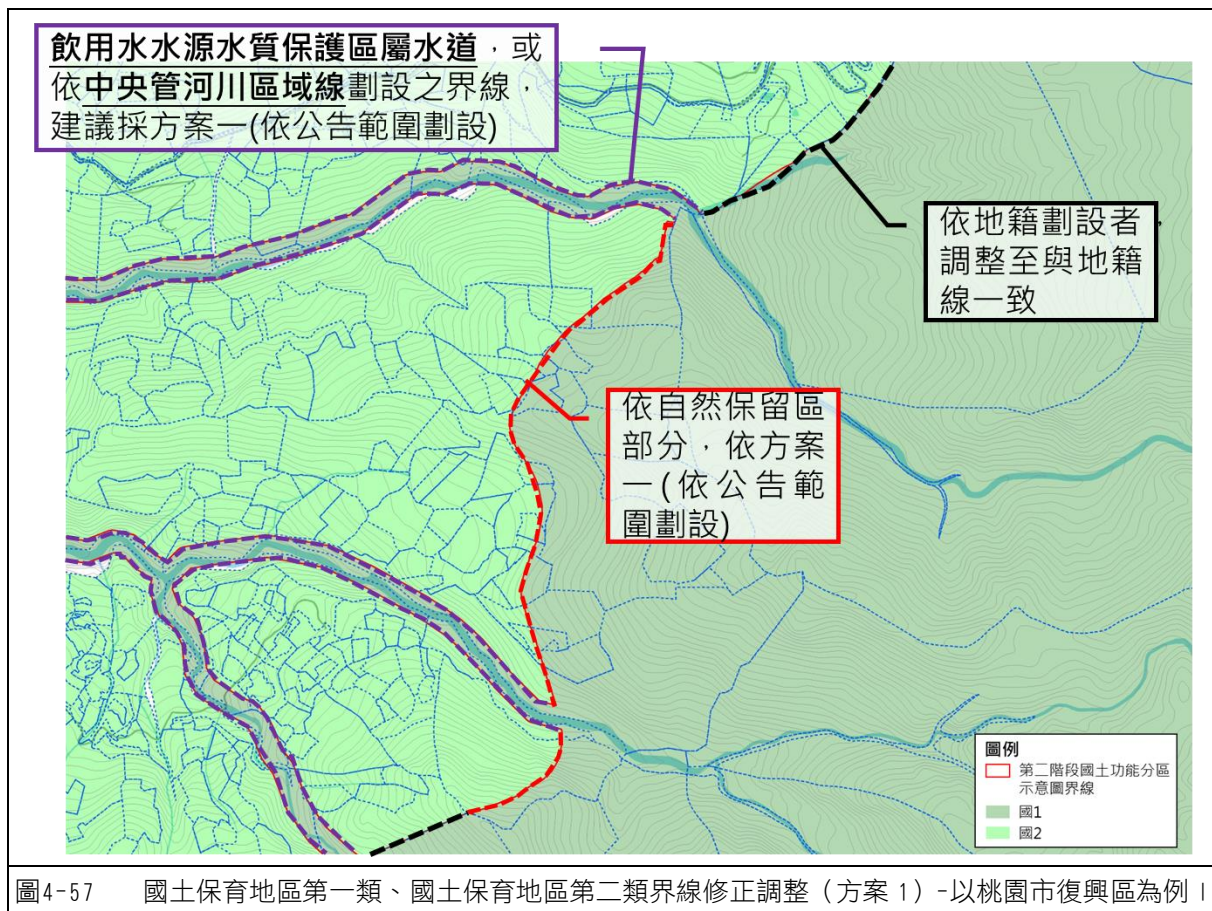 飲用水水源水質保護區屬水道，或
依中央管河川區域線劃設之界線，
建議採方案一(依公告範圍劃設)
依地籍劃設者，
調整至與地籍
線一致
依自然保留區
部分，依方案
一(依公告範
圍劃設)
圖例
第二階段國土功能分區
示意圖界線
國1
國2
圖4-57 國土保育地區第一類、國土保育地區第二類界線修正調整（方案 1）-以桃園市復興區為例 1